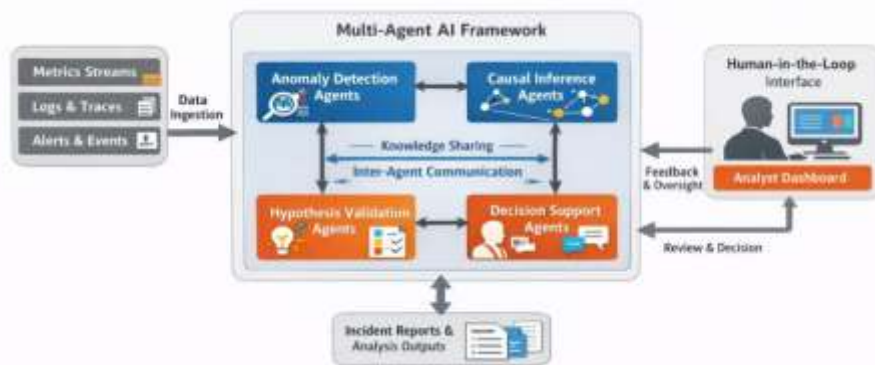 Multi-Agent AI Framework
Metrics Streams
Logs & Traces
Alerts & Events
Data
Ingestion
Anomaly Detection
Agents
Causal Inference
Agents
Knowledge Sharing
Inter-Agent Communication
Hypothesis Validation
Agents
Decision Support
Agents
Human-in-the-Loop
Interface
Analyst Dashboard
Feedback
& Oversight
Review & Decision
Incident Reports &
Analysis Outputs